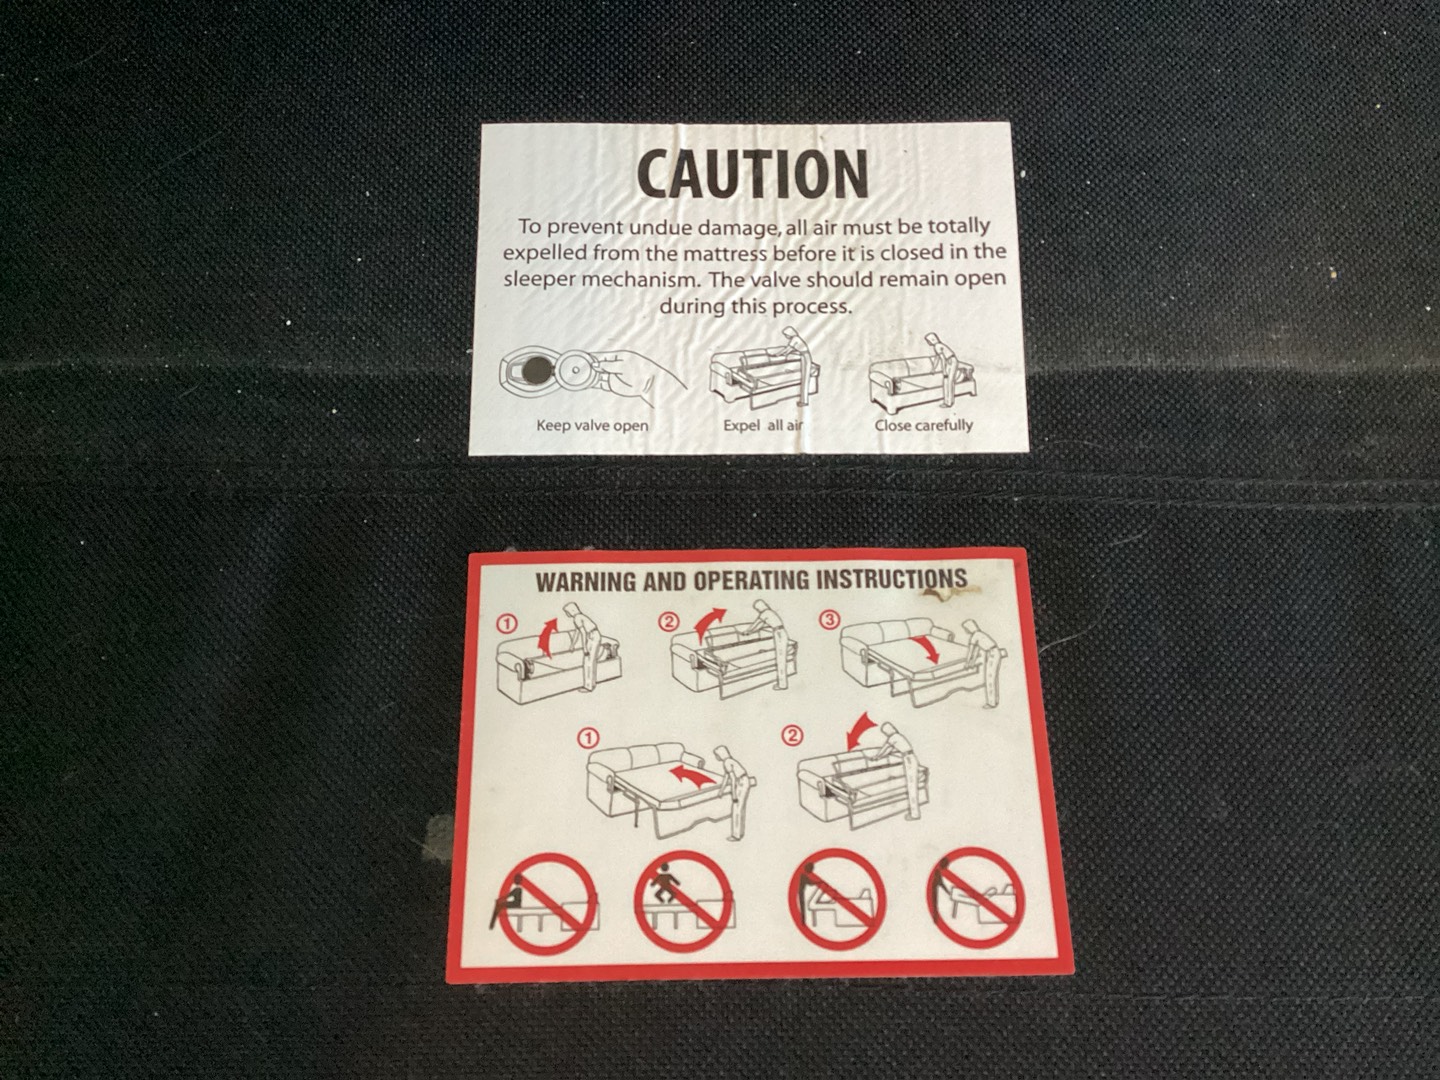 CAUTION
To prevent undue damage, all air must be totally
expelled from the mattress before it is closed in the
sleeper mechanism. The valve should remain open
during this process.
Keep valve open
Expel all air
Close carefully
WARNING AND OPERATING INSTRUCTIONS
1
2
3
1
2